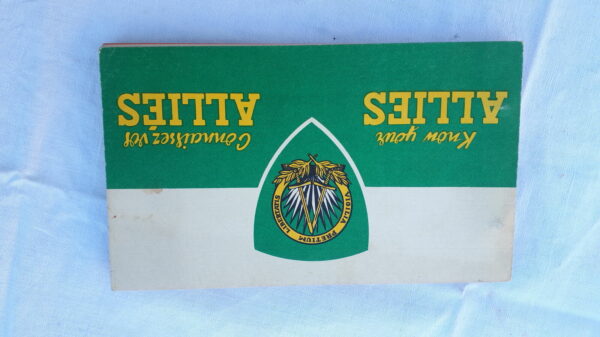 Know your
ALLIES
Connaissez vos
ALLIÉS
VIGILIA PRETIUM LIBERTATIS